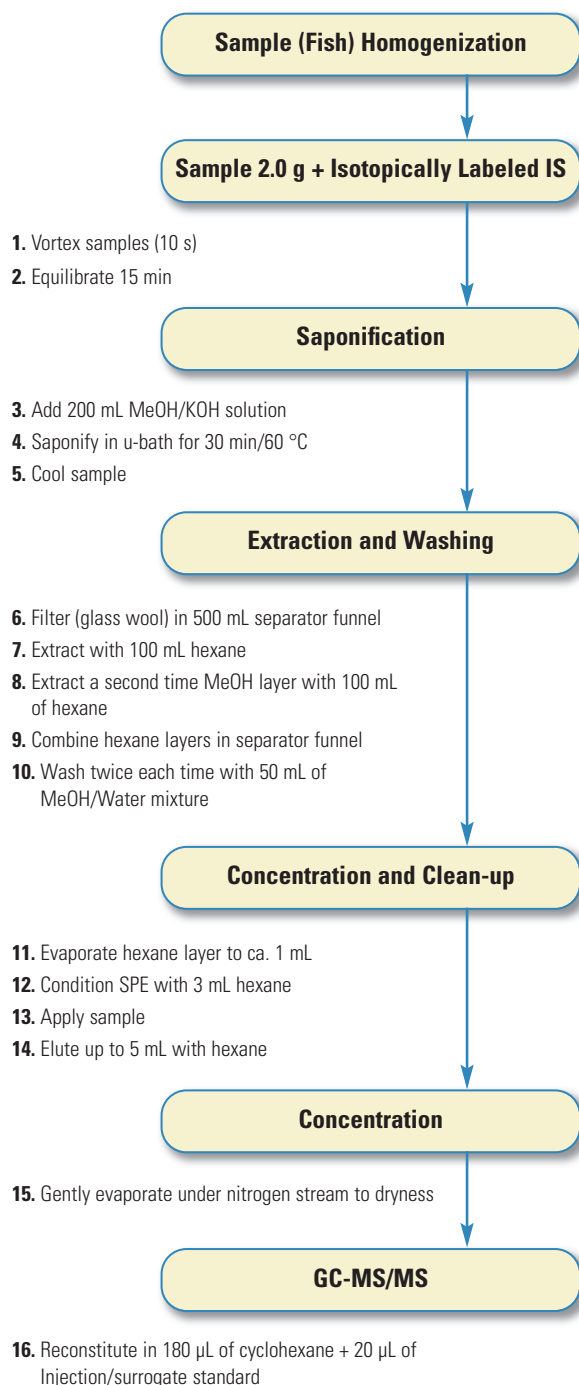 Sample (Fish) Homogenization
Sample 2.0 g + Isotopically Labeled IS
1. Vortex samples (10 s)
2. Equilibrate 15 min
Saponification
3. Add 200 mL MeOH/KOH solution
4. Saponify in u-bath for 30 min/60 °C
5. Cool sample
Extraction and Washing
6. Filter (glass wool) in 500 mL separator funnel
7. Extract with 100 mL hexane
8. Extract a second time MeOH layer with 100 mL
of hexane
9. Combine hexane layers in separator funnel
10. Wash twice each time with 50 mL of
MeOH/Water mixture
Concentration and Clean-up
11. Evaporate hexane layer to ca. 1 mL
12. Condition SPE with 3 mL hexane
13. Apply sample
14. Elute up to 5 mL with hexane
Concentration
15. Gently evaporate under nitrogen stream to dryness
GC-MS/MS
16. Reconstitute in 180 µL of cyclohexane + 20 µL of
Injection/surrogate standard